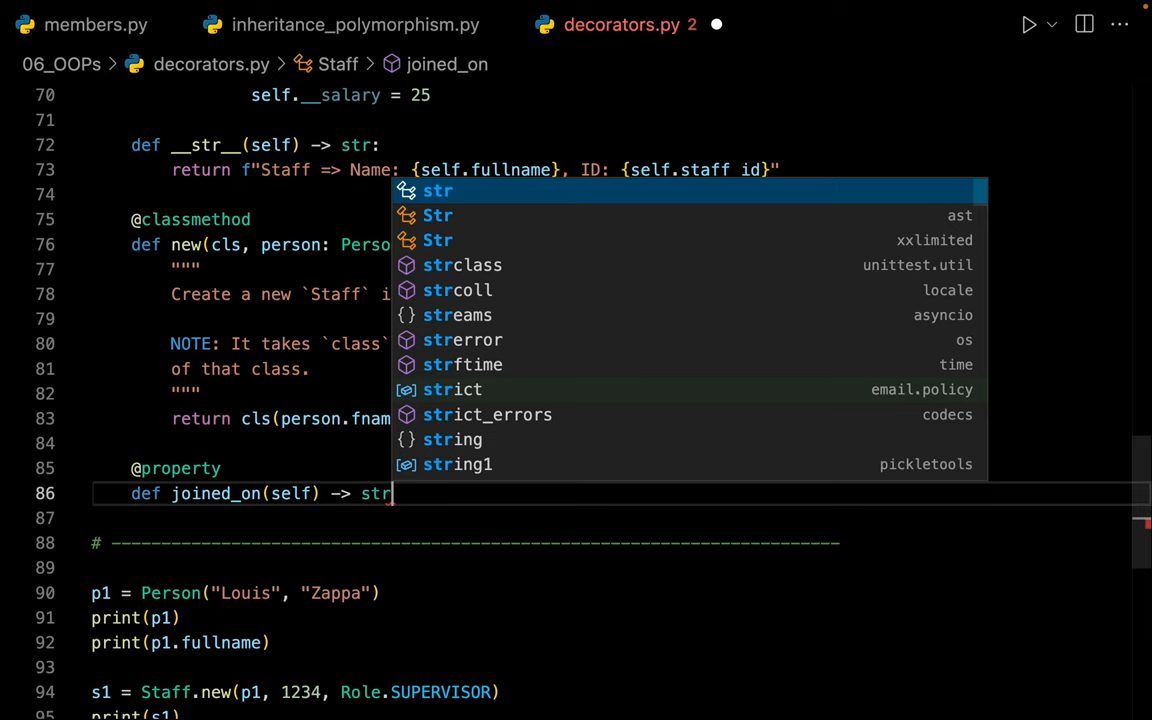 members.py inheritance_polymorphism.py decorators.py 2
06_OOPs > decorators.py > Staff > joined_on
70 self.__salary = 25
71
72 def __str__(self) -> str:
73 return f"Staff => Name: {self.fullname}, ID: {self.staff_id}"
74
75 @classmethod
76 def new(cls, person: Perso
77 """
78 Create a new `Staff` i
79
80 NOTE: It takes `class`
81 of that class.
82 """
83 return cls(person.fnam
84
85 @property
86 def joined_on(self) -> str
87
88 # -------------------------------------------------------------------------
89
90 p1 = Person("Louis", "Zappa")
91 print(p1)
92 print(p1.fullname)
93
94 s1 = Staff.new(p1, 1234, Role.SUPERVISOR)
95 print(s1)
str
Str ast
Str xxlimited
strclass unittest.util
strcoll locale
streams asyncio
strerror os
strftime time
strict email.policy
strict_errors codecs
string
string1 pickletools